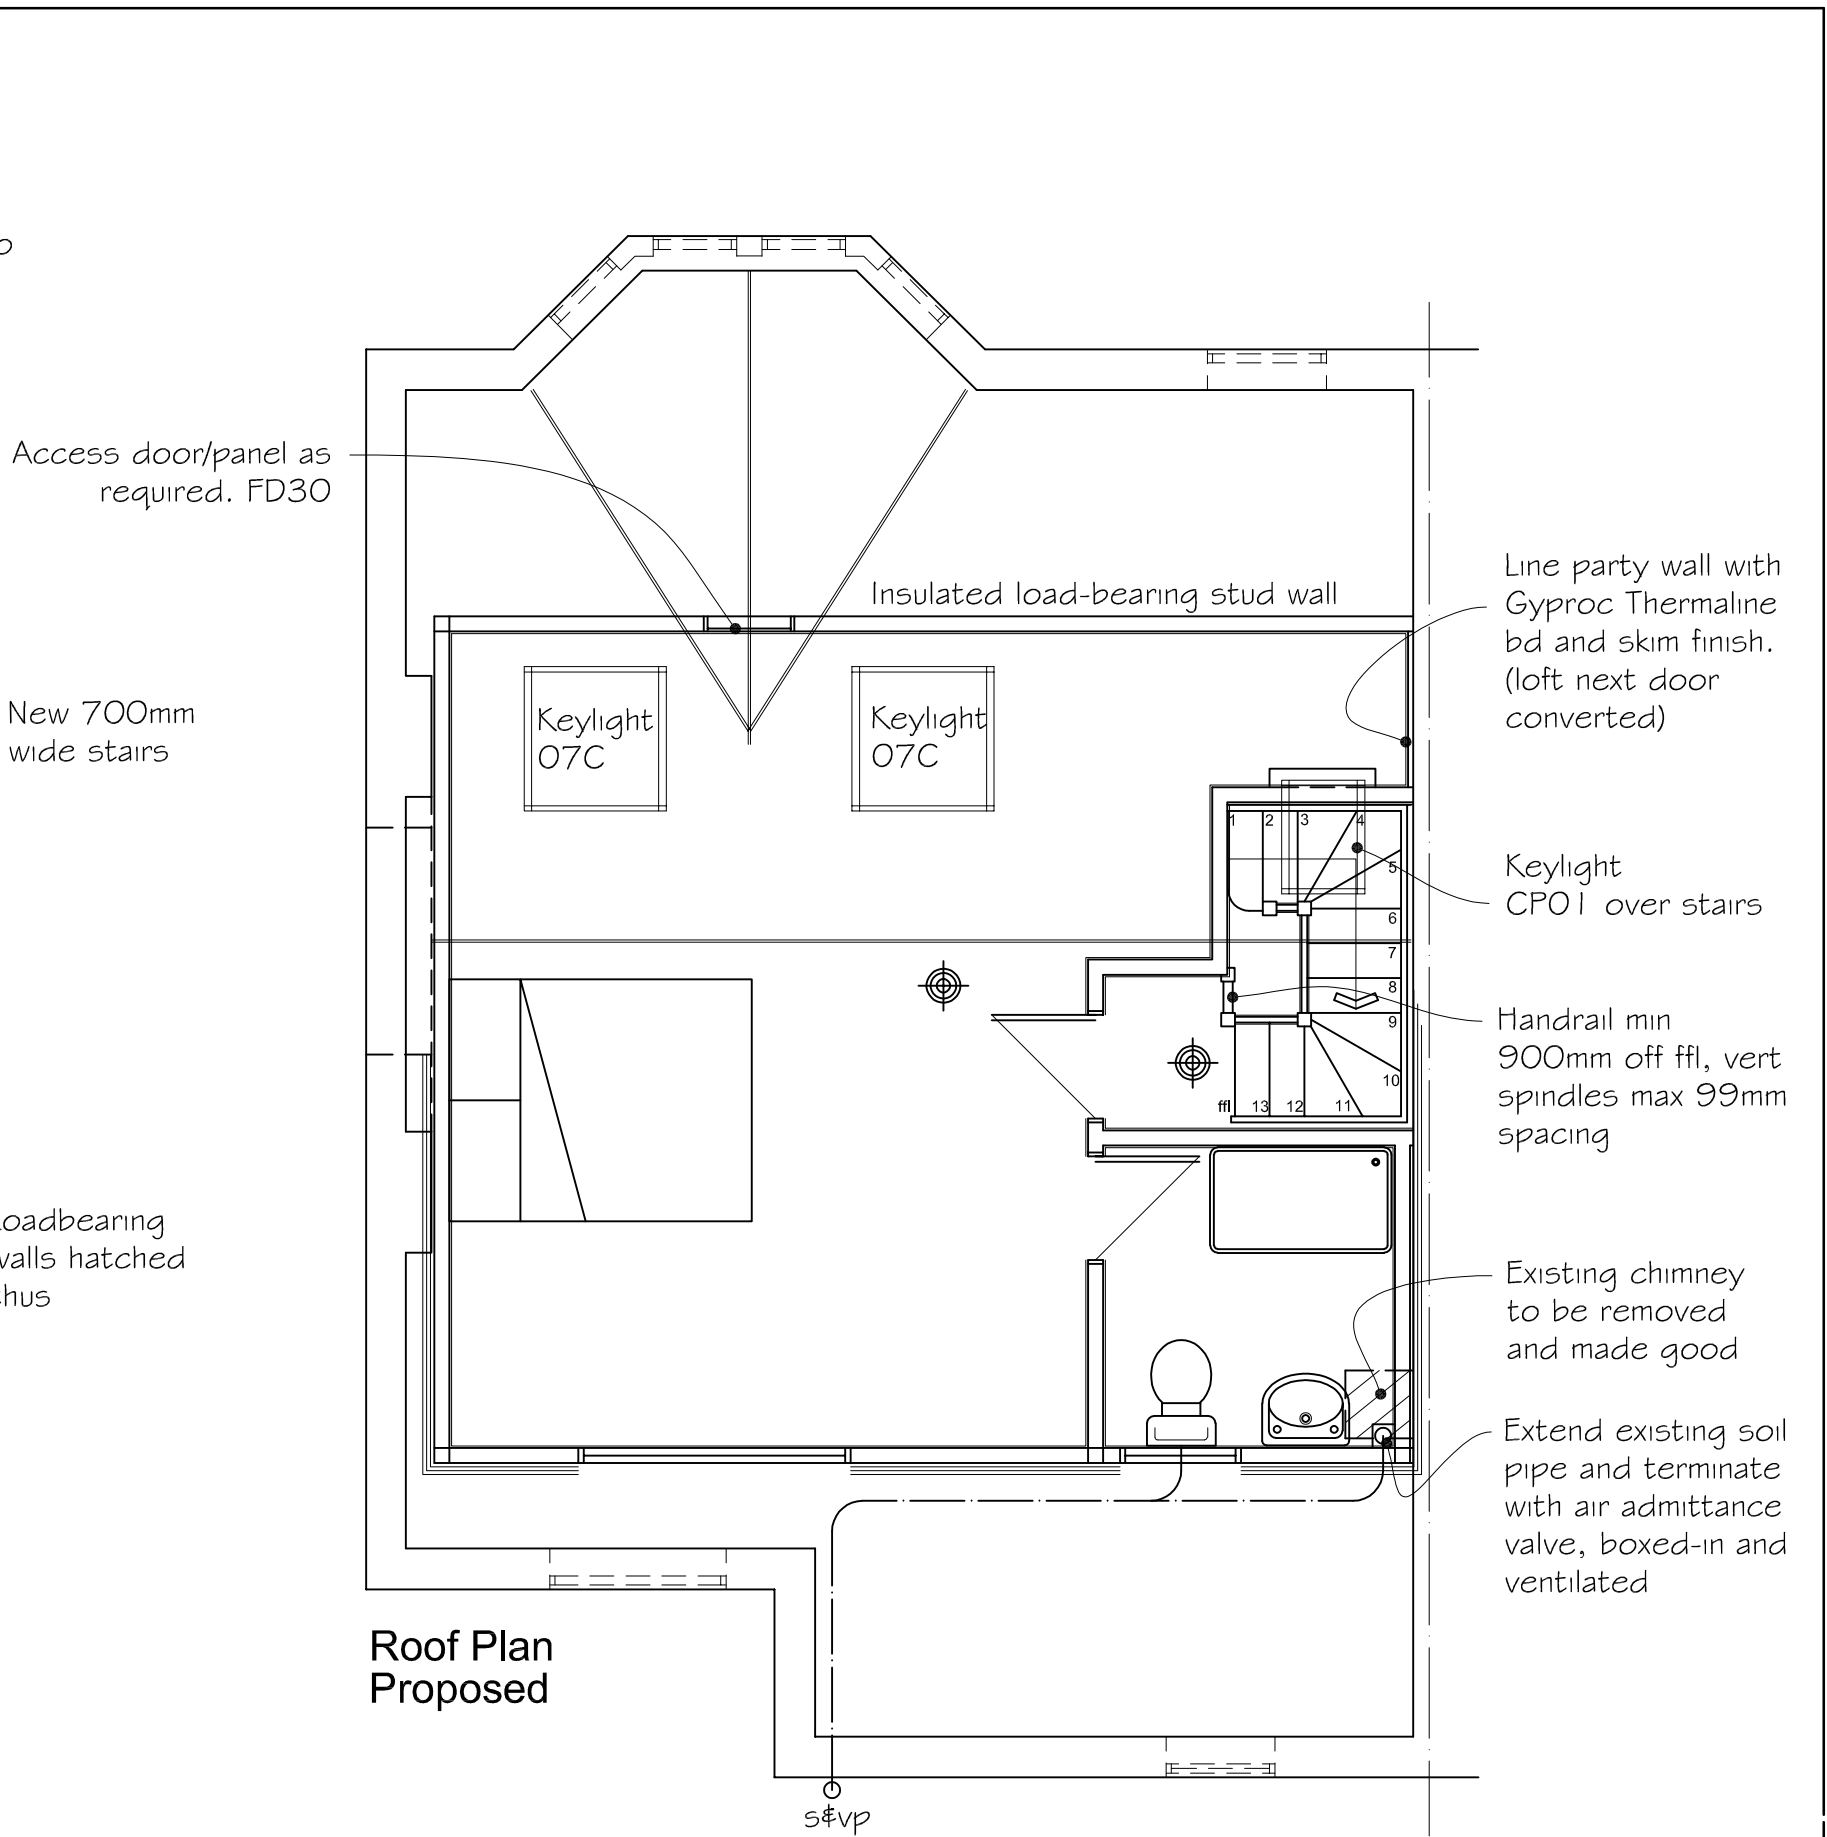 Access door/panel as
required. FD30
Insulated load-bearing stud wall
Line party wall with
Gyproc Thermaline
bd and skim finish.
(loft next door
converted)
New 700mm
wide stairs
Keylight
07C
Keylight
07C
1
2
3
4
5
6
7
8
9
10
11
12
13
ffl
Keylight
CP01 over stairs
Handrail min
900mm off ffl, vert
spindles max 99mm
spacing
walls hatched
Existing chimney
to be removed
and made good
Extend existing soil
pipe and terminate
with air admittance
valve, boxed-in and
ventilated
Roof Plan
Proposed
s&vp